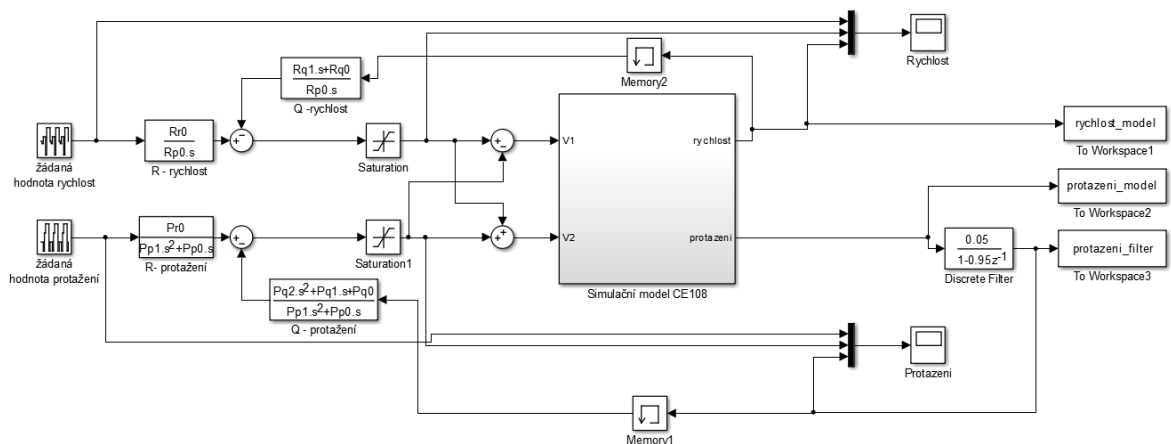 Rychlost
Memory2
Rq1.s+Rq0
Rp0.s
Q -rychlost
žádaná
hodnota rychlost
Rr0
Rp0.s
R - rychlost
Saturation
V1
rychlost
V2
protazeni
Simulační model CE108
rychlost_model
To Workspace1
protazeni_model
To Workspace2
protazeni_filter
To Workspace3
0.05
1-0.95z-1
Discrete Filter
žádaná
hodnota protažení
Pr0
Pp1.s2+Pp0.s
R- protažení
Saturation1
Pq2.s2+Pq1.s+Pq0
Pp1.s2+Pp0.s
Q - protažení
Protazeni
Memory1